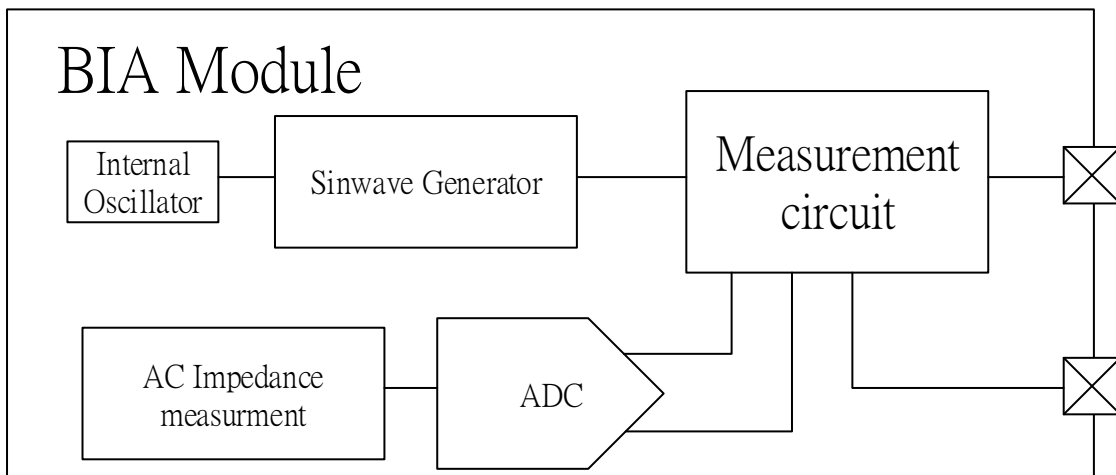 BIA Module
Internal
Oscillator
Sinwave Generator
Measurement
circuit
AC Impedance
measurment
ADC